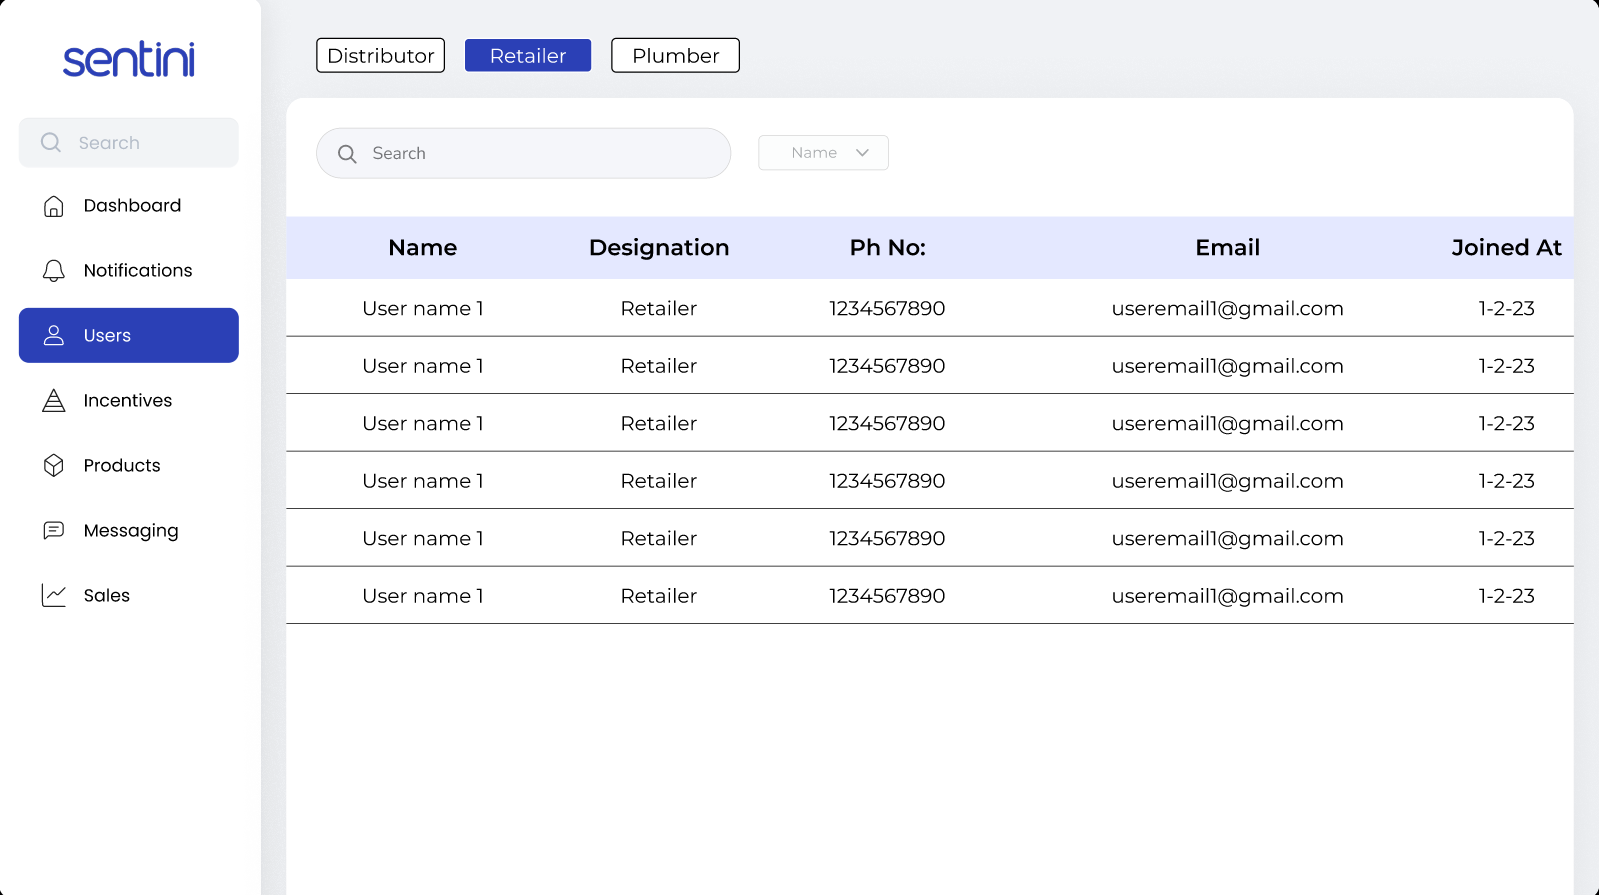 sentini
Search
Dashboard
Notifications
Users
Incentives
Products
Messaging
Sales
Distributor Retailer Plumber
Search Name
Name Designation Ph No: Email Joined At
User name 1 Retailer 1234567890 useremail1@gmail.com 1-2-23
User name 1 Retailer 1234567890 useremail1@gmail.com 1-2-23
User name 1 Retailer 1234567890 useremail1@gmail.com 1-2-23
User name 1 Retailer 1234567890 useremail1@gmail.com 1-2-23
User name 1 Retailer 1234567890 useremail1@gmail.com 1-2-23
User name 1 Retailer 1234567890 useremail1@gmail.com 1-2-23